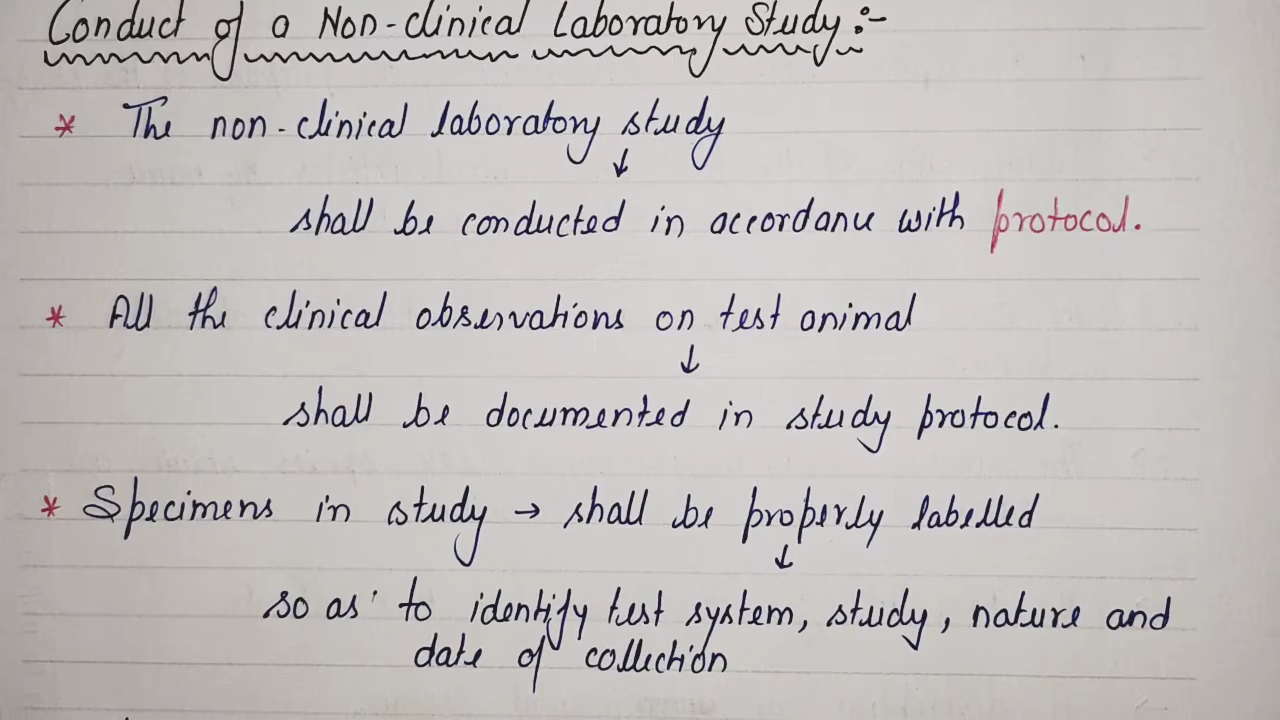 Conduct of a Non-clinical Laboratory Study :-
* The non-clinical laboratory study
↓
shall be conducted in accordance with protocol.
* All the clinical observations on test animal
↓
shall be documented in study protocol.
* Specimens in study → shall be properly labelled
↓
so as to identify test system, study, nature and
date of collection